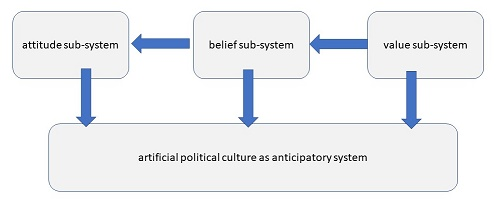 attitude sub-system
belief sub-system
value sub-system
artificial political culture as anticipatory system